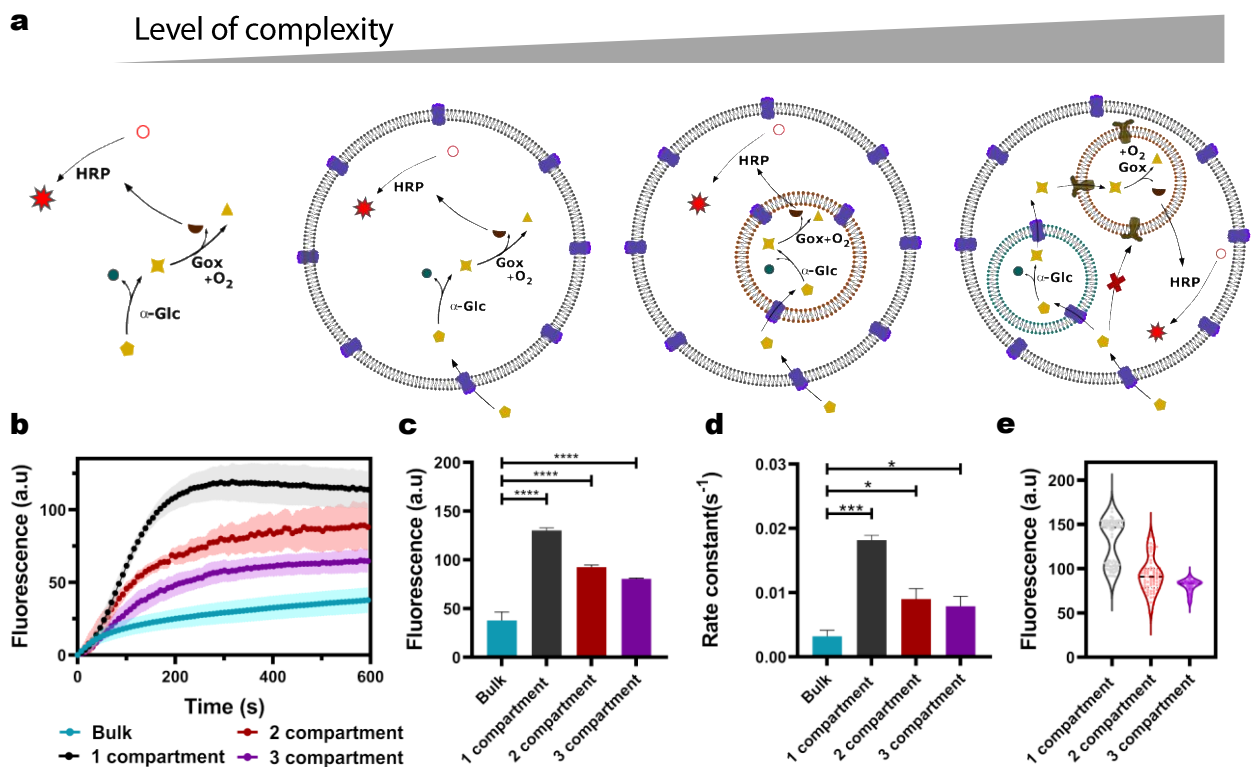 a
Level of complexity
HRP
Gox
+O2
α-Glc
HRP
Gox
+O2
α-Glc
HRP
Gox+O2
α-Glc
+O2
Gox
α-Glc
HRP
b
Fluorescence (a.u)
100
50
0
0
200
400
600
Time (s)
Bulk
1 compartment
2 compartment
3 compartment
c
Fluorescence (a.u)
200
150
100
50
0
****
****
****
Bulk
1 compartment
2 compartment
3 compartment
d
Rate constant(s-1)
0.03
0.02
0.01
0.00
*
*
***
Bulk
1 compartment
2 compartment
3 compartment
e
Fluorescence (a.u)
200
150
100
50
0
1 compartment
2 compartment
3 compartment